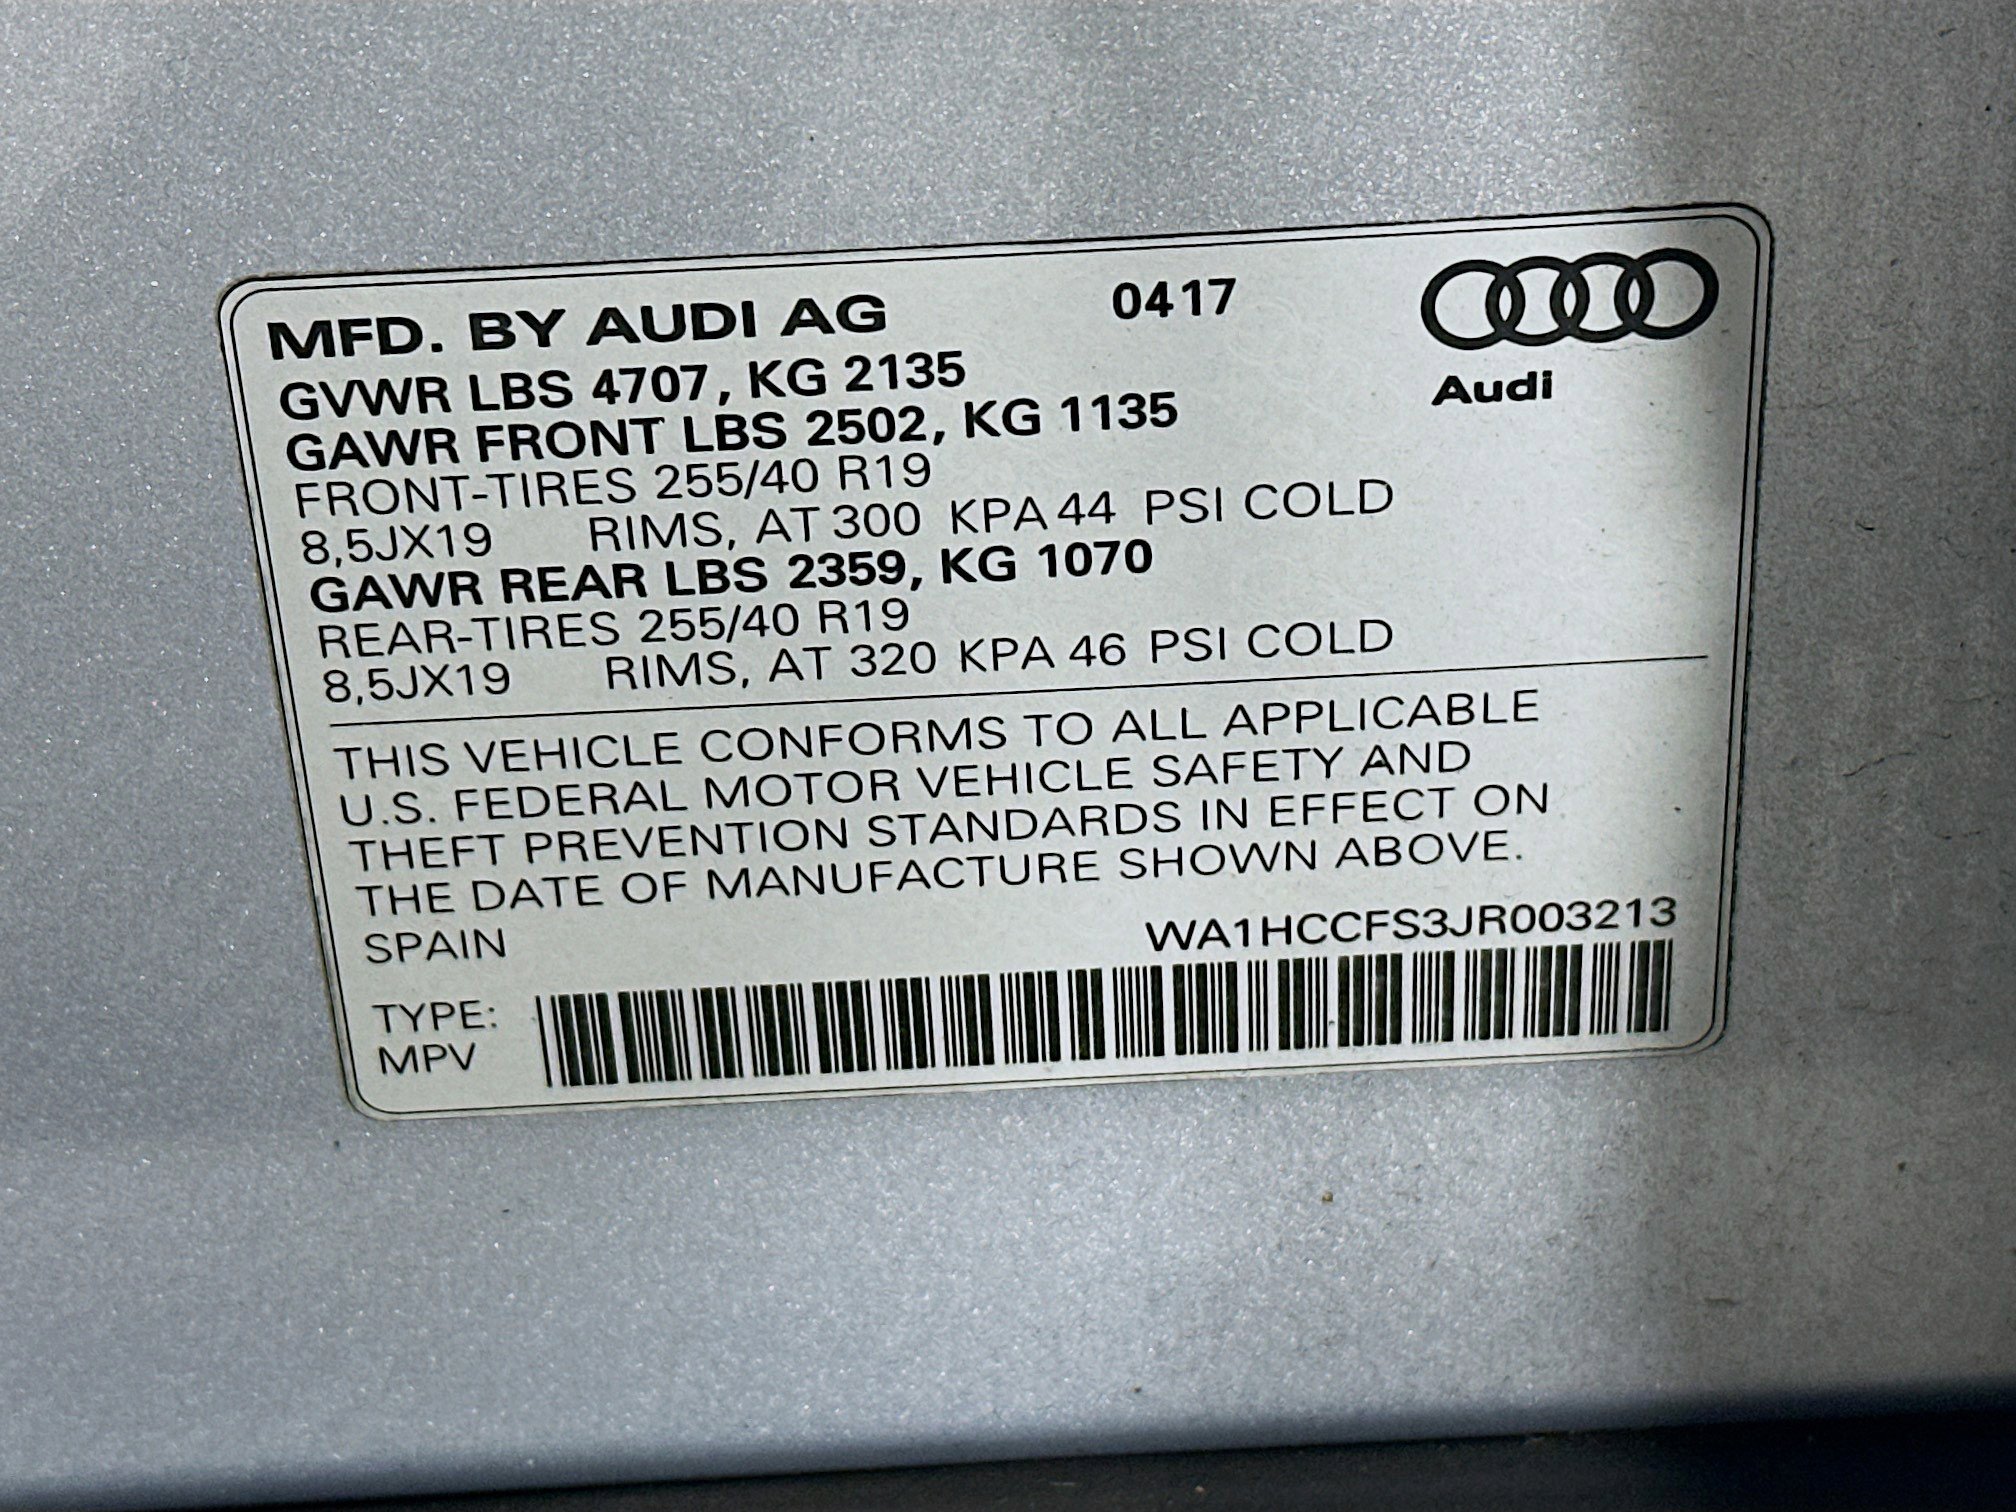 MFD. BY AUDI AG 0417
Audi
GVWR LBS 4707, KG 2135
GAWR FRONT LBS 2502, KG 1135
FRONT-TIRES 255/40 R19
8,5JX19 RIMS, AT 300 KPA 44 PSI COLD
GAWR REAR LBS 2359, KG 1070
REAR-TIRES 255/40 R19
8,5JX19 RIMS, AT 320 KPA 46 PSI COLD
THIS VEHICLE CONFORMS TO ALL APPLICABLE
U.S. FEDERAL MOTOR VEHICLE SAFETY AND
THEFT PREVENTION STANDARDS IN EFFECT ON
THE DATE OF MANUFACTURE SHOWN ABOVE.
SPAIN WA1HCCFS3JR003213
TYPE:
MPV